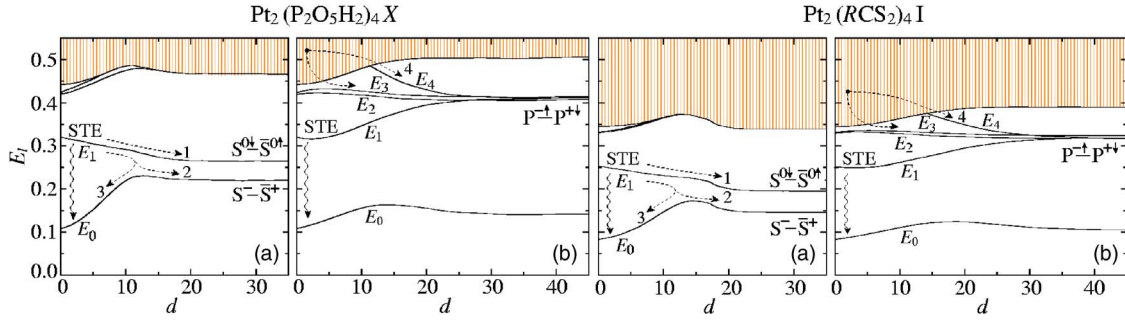 Pt₂ (P₂O₅H₂)₄ X
Pt₂ (RCS₂)₄ I
E_l
0.5
0.4
0.3
0.2
0.1
0.0
STE
E₁
1
2
3
E₀
S⁰↓–S̄⁰↑
S⁻–S̄⁺
(a)
0 10 20 30
d
4
E₃ E₄
E₂
STE
E₁
P⁻↑–P⁺↓
E₀
(b)
0 10 20 30 40
d
STE
E₁
1
2
3
E₀
S⁰↓–S̄⁰↑
S⁻–S̄⁺
(a)
0 10 20 30
d
4
E₃ E₄
E₂
STE
E₁
P⁻↑–P⁺↓
E₀
(b)
0 10 20 30 40
d